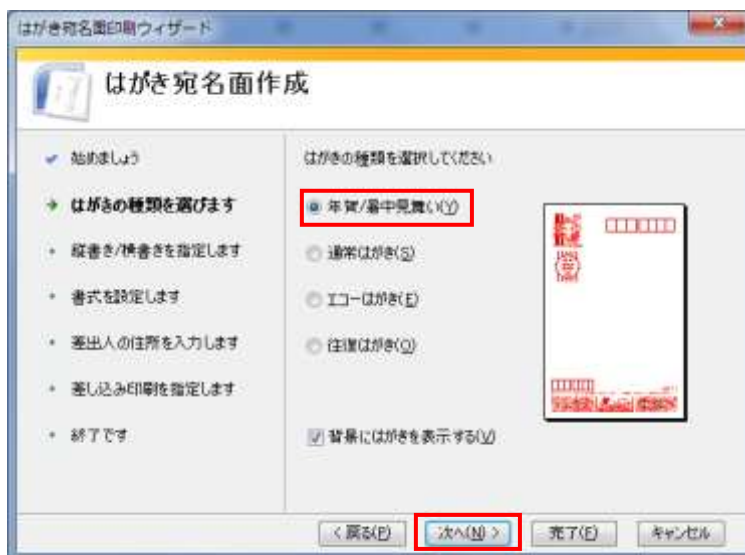 はがき宛名面印刷ウィザード
はがき宛名面作成
始めましょう
はがきの種類を選びます
縦書き/横書きを指定します
書式を設定します
差出人の住所を入力します
差し込み印刷を指定します
終了です
はがきの種類を選択してください
年賀/暑中見舞い(Y)
通常はがき(S)
エコーはがき(E)
往復はがき(O)
背景にはがきを表示する(V)
< 戻る(P)
次へ(N) >
完了(F)
キャンセル